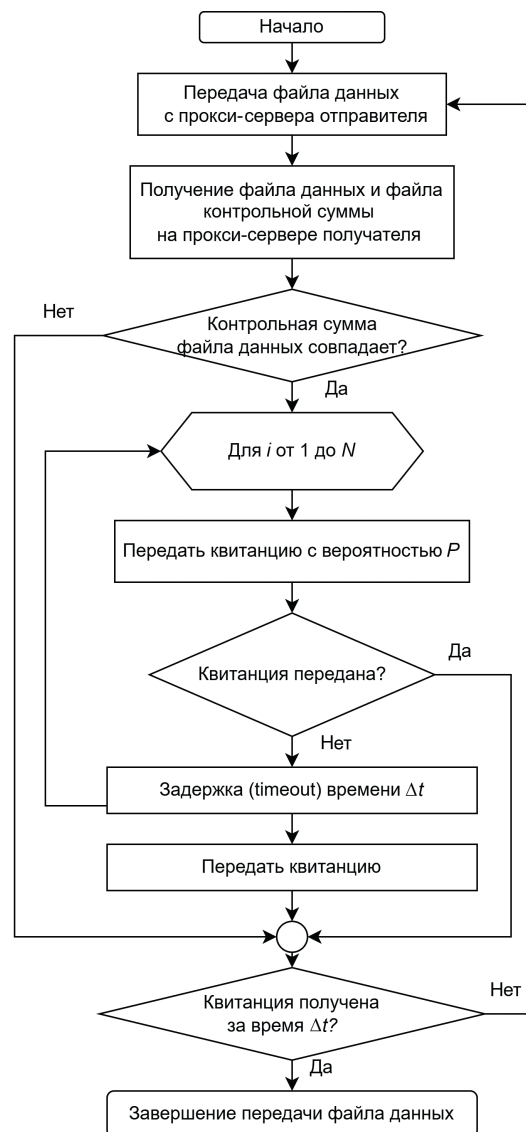 Начало
Передача файла данных
с прокси-сервера отправителя
Получение файла данных и файла
контрольной суммы
на прокси-сервере получателя
Нет
Контрольная сумма
файла данных совпадает?
Да
Для i от 1 до N
Передать квитанцию с вероятностью P
Да
Квитанция передана?
Нет
Задержка (timeout) времени Δt
Передать квитанцию
Нет
Квитанция получена
за время Δt?
Да
Завершение передачи файла данных